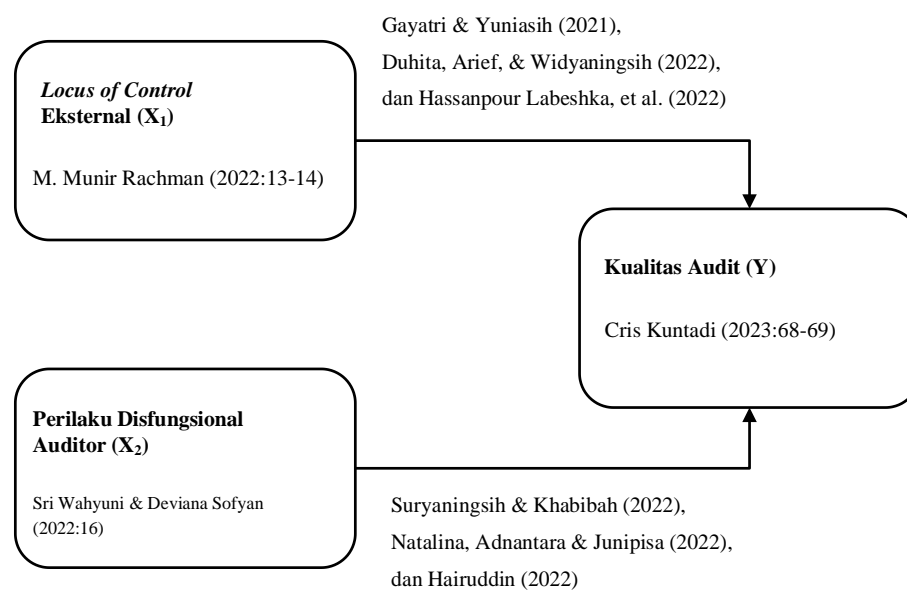 Gayatri & Yuniasih (2021),
Duhita, Arief, & Widyaningsih (2022),
dan Hassanpour Labeshka, et al. (2022)
Locus of Control
Eksternal (X₁)
M. Munir Rachman (2022:13-14)
Kualitas Audit (Y)
Cris Kuntadi (2023:68-69)
Perilaku Disfungsional
Auditor (X₂)
Sri Wahyuni & Deviana Sofyan
(2022:16)
Suryaningsih & Khabibah (2022),
Natalina, Adnantara & Junipisa (2022),
dan Hairuddin (2022)